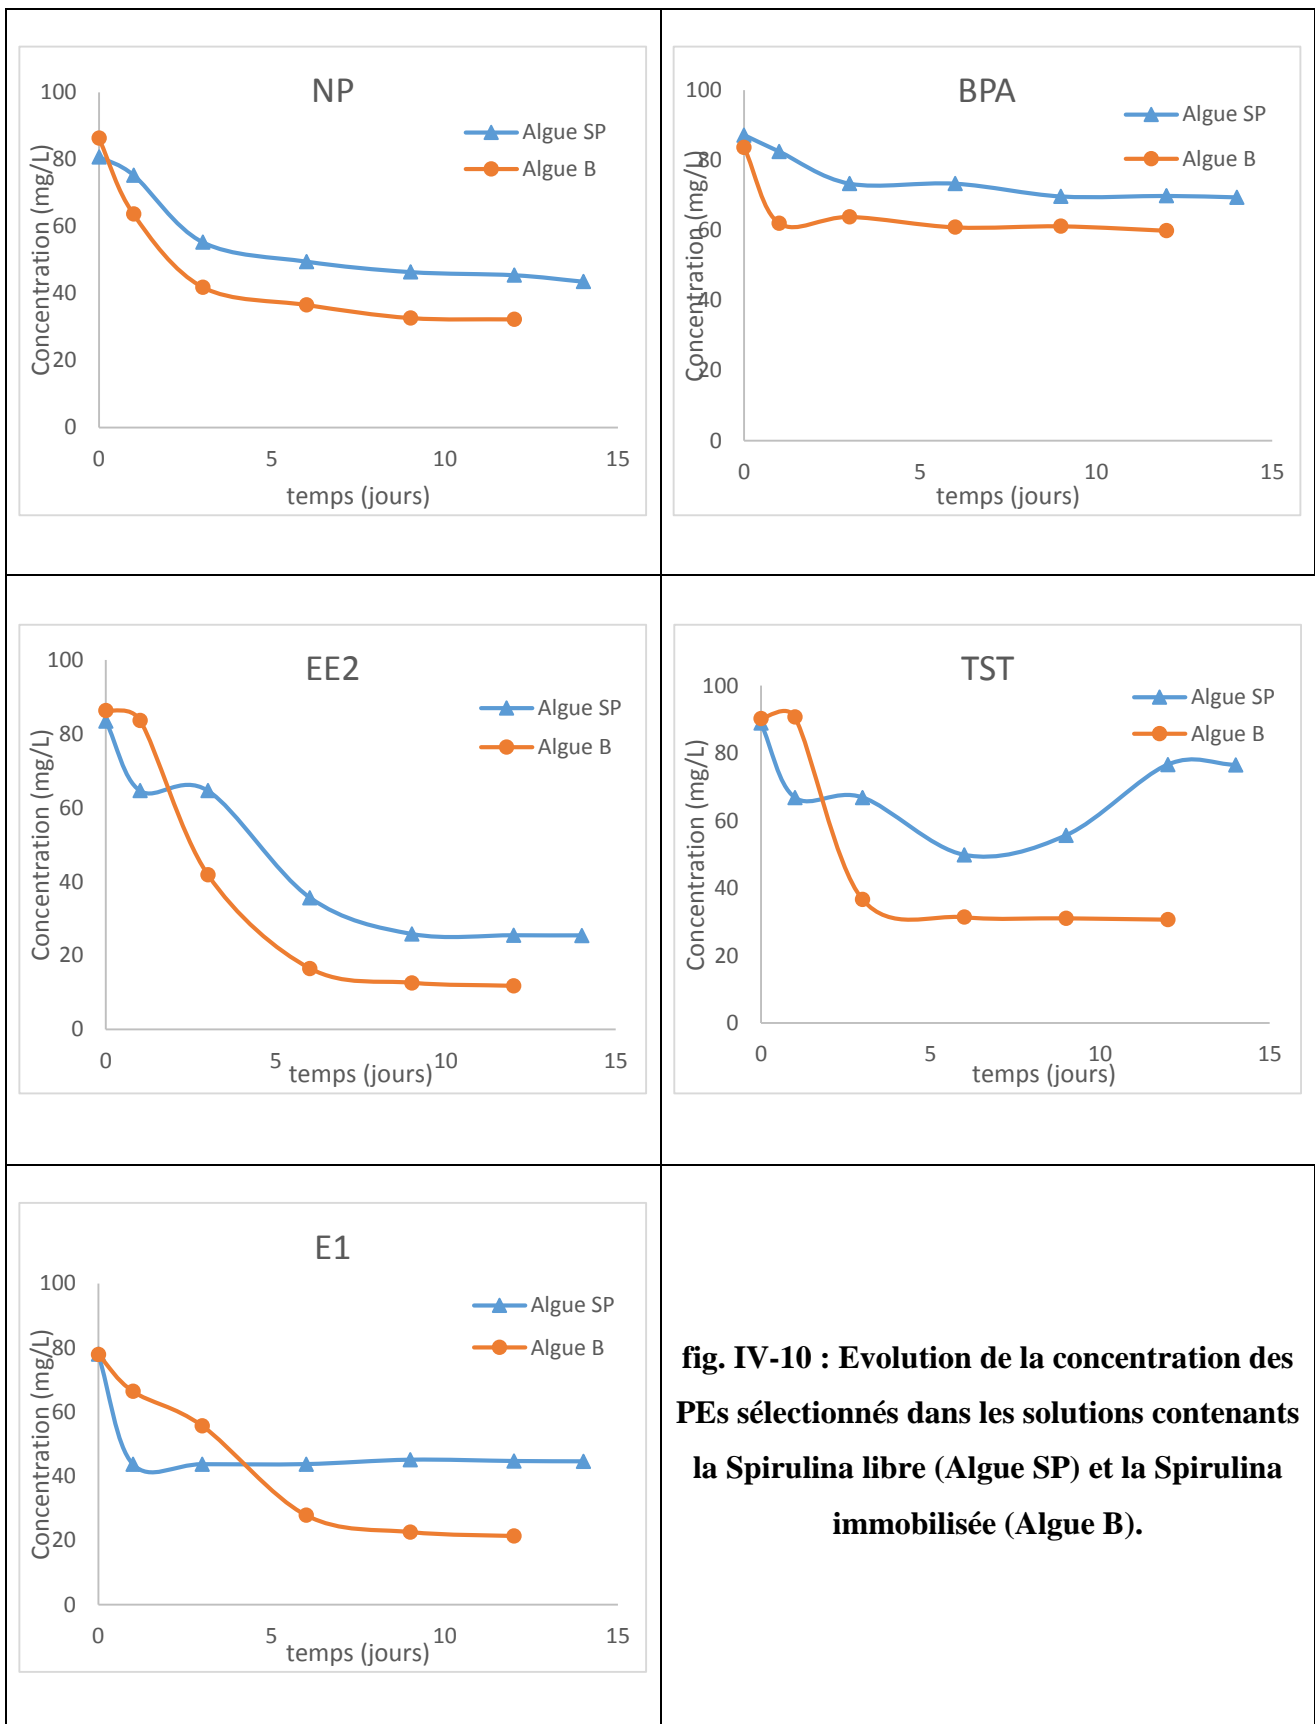 NP
Algue SP
Algue B
Concentration (mg/L)
100
80
60
40
20
0
0 5 10 15
temps (jours)
BPA
Algue SP
Algue B
Concentration (mg/L)
100
80
60
40
20
0
0 5 10 15
temps (jours)
EE2
Algue SP
Algue B
Concentration (mg/L)
100
80
60
40
20
0
0 5 10 15
temps (jours)
TST
Algue SP
Algue B
Concentration (mg/L)
100
80
60
40
20
0
0 5 10 15
temps (jours)
E1
Algue SP
Algue B
Concentration (mg/L)
100
80
60
40
20
0
0 5 10 15
temps (jours)
fig. IV-10 : Evolution de la concentration des
PEs sélectionnés dans les solutions contenants
la Spirulina libre (Algue SP) et la Spirulina
immobilisée (Algue B).